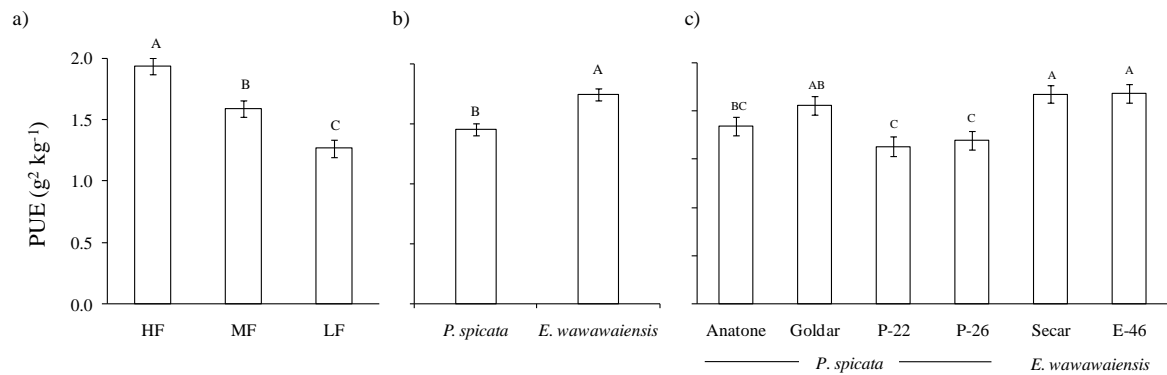 a)
b)
c)
PUE (g² kg⁻¹)
2.0
1.5
1.0
0.5
0.0
A
B
C
HF MF LF
B
A
P. spicata E. wawawaiensis
BC
AB
C
C
A
A
Anatone Goldar P-22 P-26 Secar E-46
P. spicata E. wawawaiensis